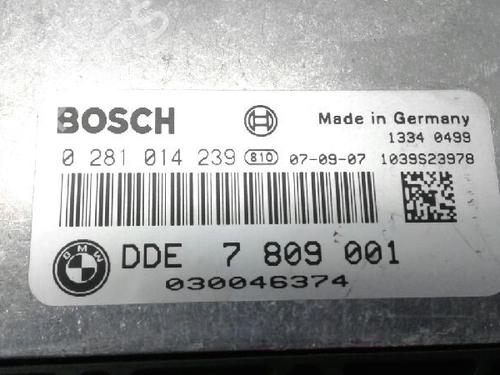 BOSCH
Made in Germany
1334 0499
0 281 014 239 810 07-09-07 1039S23978
BMW
DDE 7 809 001
030046374